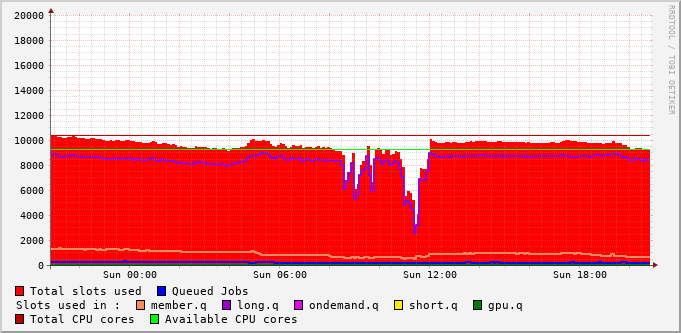 RRDTOOL / TOBI OETIKER
20000
18000
16000
14000
12000
10000
8000
6000
4000
2000
0
Sun 00:00 Sun 06:00 Sun 12:00 Sun 18:00
Total slots used Queued Jobs
Slots used in : member.q long.q ondemand.q short.q gpu.q
Total CPU cores Available CPU cores